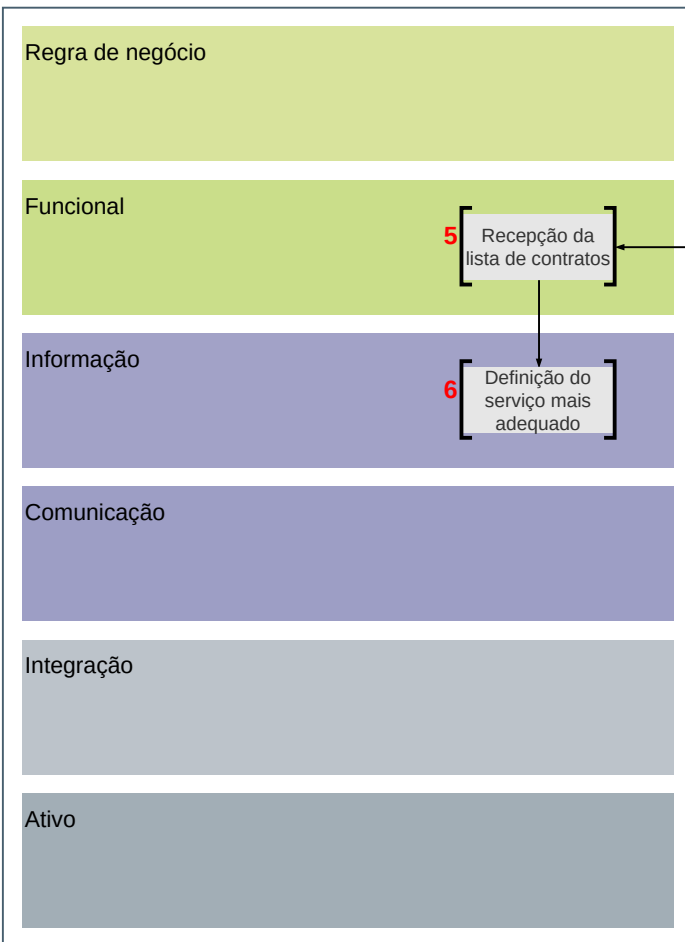 Regra de negócio
Funcional
5
Recepção da
lista de contratos
Informação
6
Definição do
serviço mais
adequado
Comunicação
Integração
Ativo